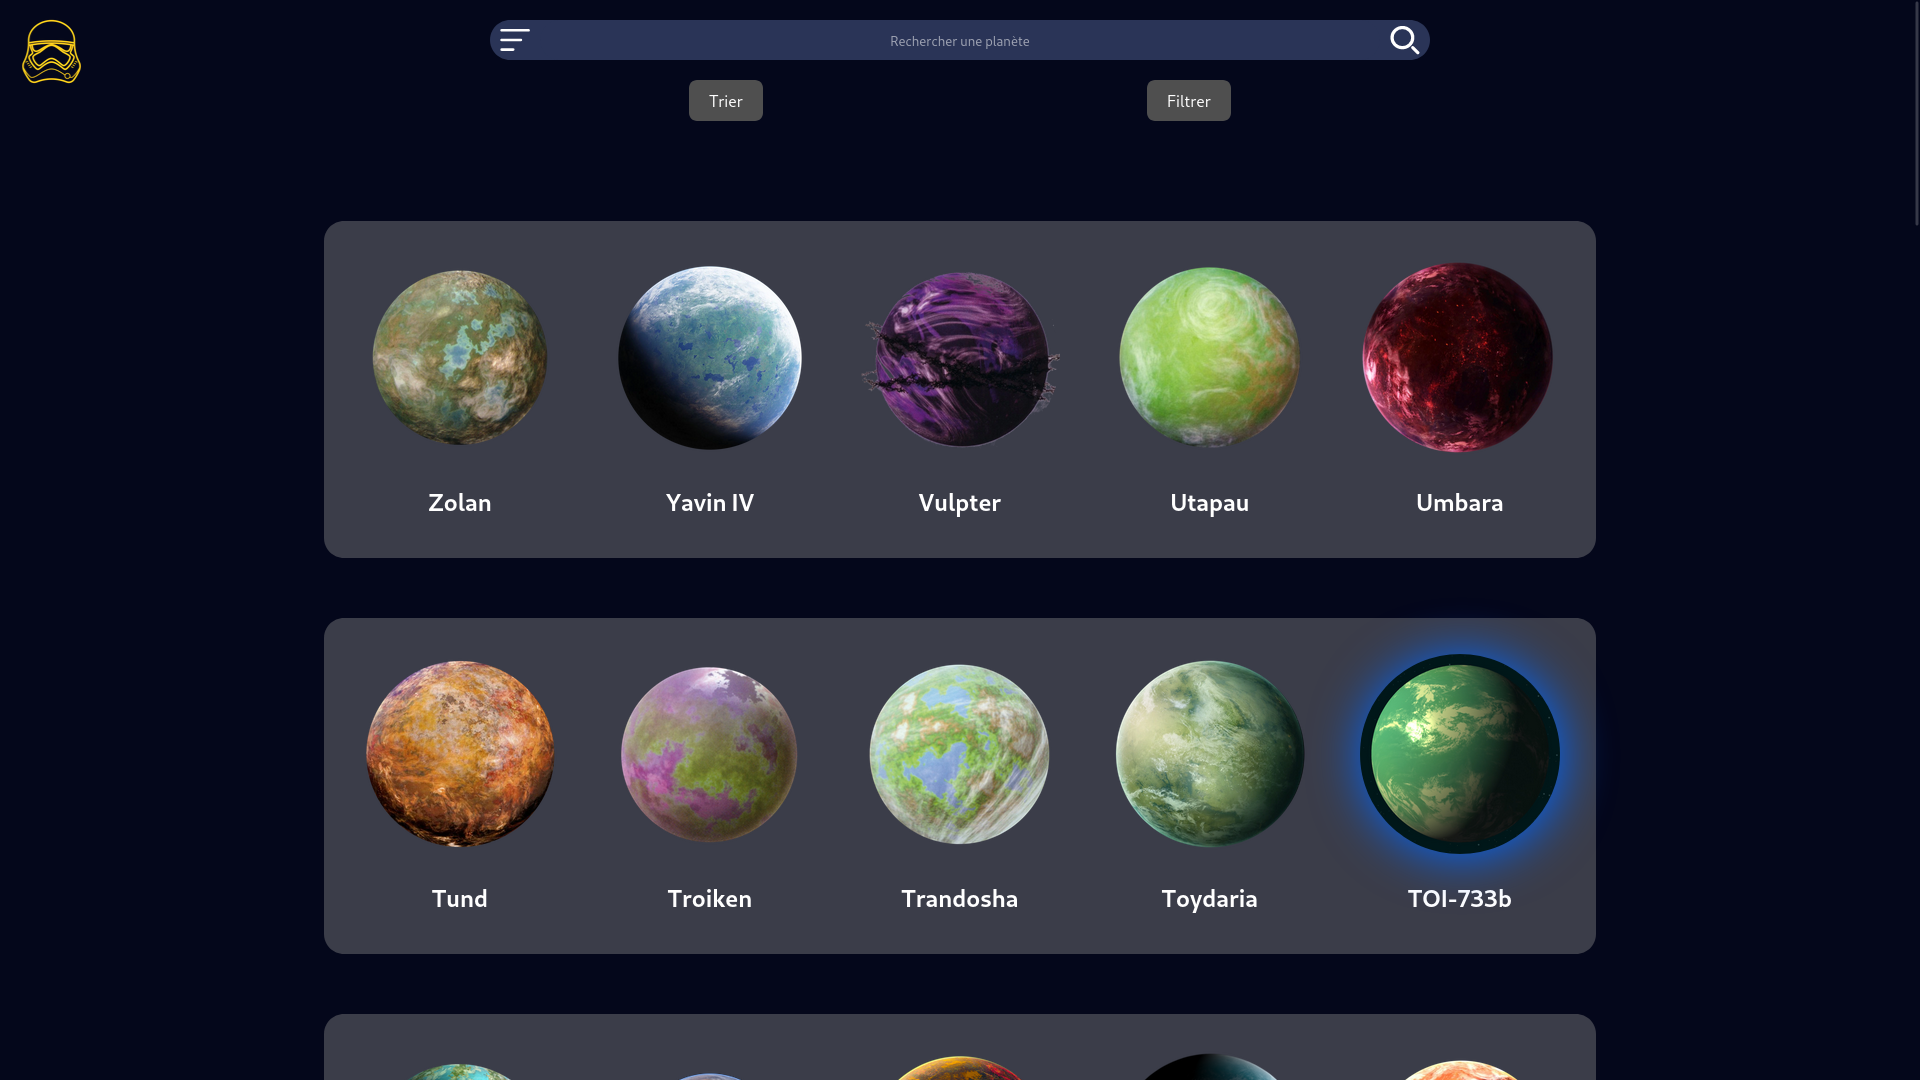 Rechercher une planète
Trier
Filtrer
Zolan
Yavin IV
Vulpter
Utapau
Umbara
Tund
Troiken
Trandosha
Toydaria
TOI-733b